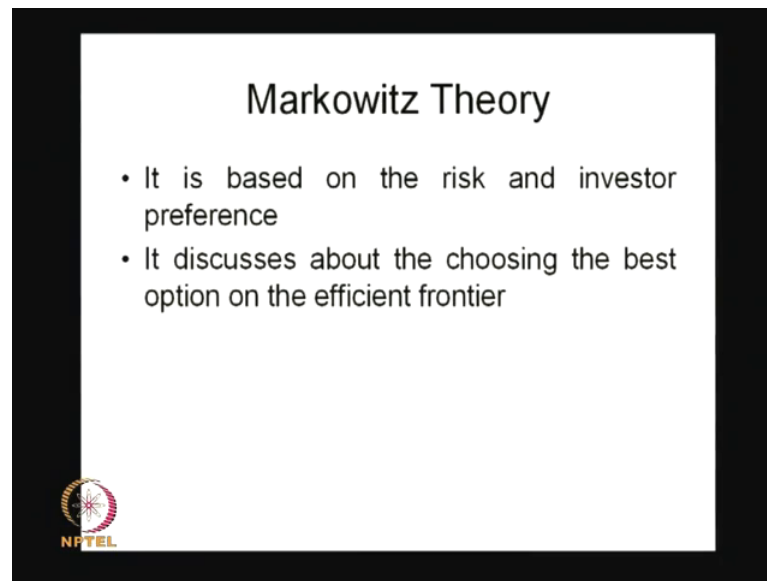 Markowitz Theory
• It is based on the risk and investor
preference
• It discusses about the choosing the best
option on the efficient frontier
NPTEL